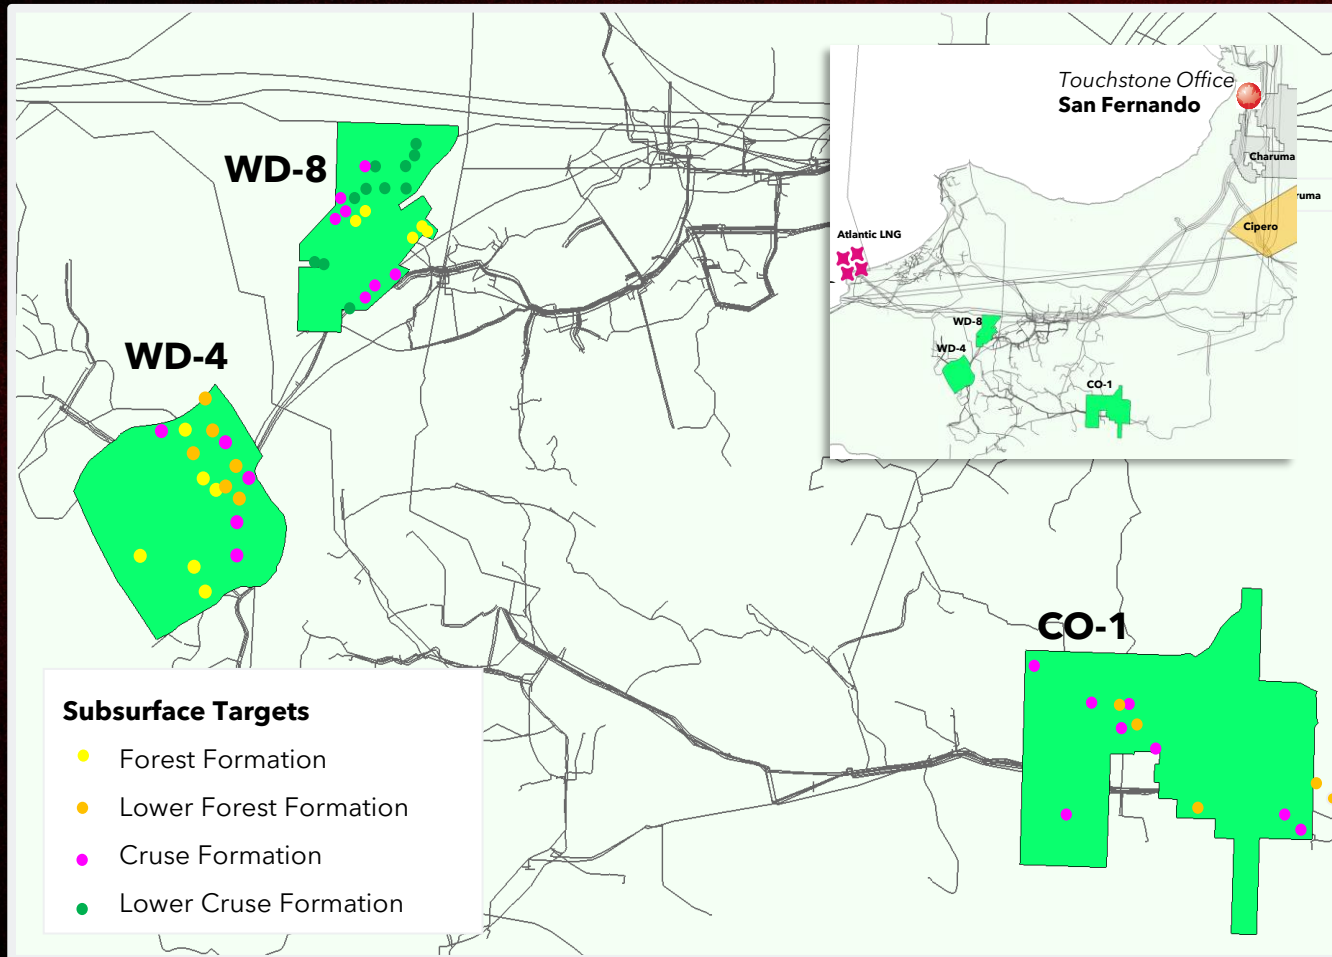 WD-8
WD-4
CO-1
Touchstone Office
San Fernando
Charuma
ruma
Cipero
Atlantic LNG
WD-8
WD-4
CO-1
Subsurface Targets
Forest Formation
Lower Forest Formation
Cruse Formation
Lower Cruse Formation